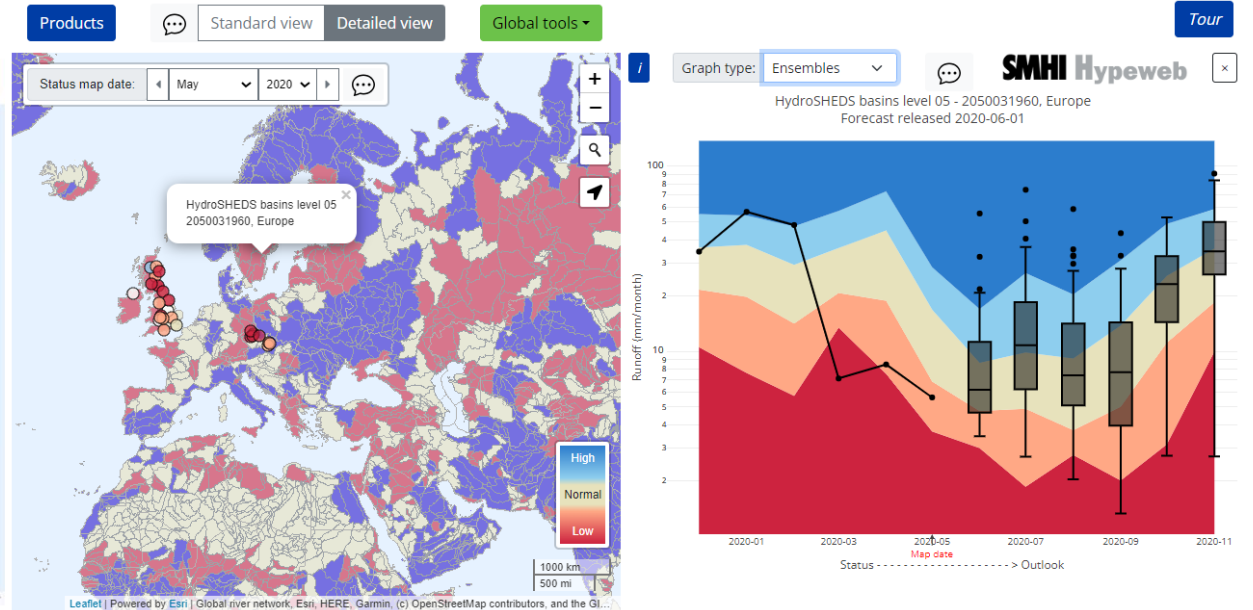 Products
Standard view
Detailed view
Global tools
Tour
Status map date:
May
2020
+
−
HydroSHEDS basins level 05
2050031960, Europe
×
High
Normal
Low
1000 km
500 mi
Leaflet | Powered by Esri | Global river network, Esri, HERE, Garmin, (c) OpenStreetMap contributors, and the GI...
i
Graph type:
Ensembles
SMHI Hypeweb
×
HydroSHEDS basins level 05 - 2050031960, Europe
Forecast released 2020-06-01
Runoff (mm/month)
100
9
8
7
6
5
4
3
2
10
9
8
7
6
5
4
3
2
2020-01
2020-03
2020-05
2020-07
2020-09
2020-11
Map date
Status - - - - - - - - - - - - - - - - - - - - - > Outlook